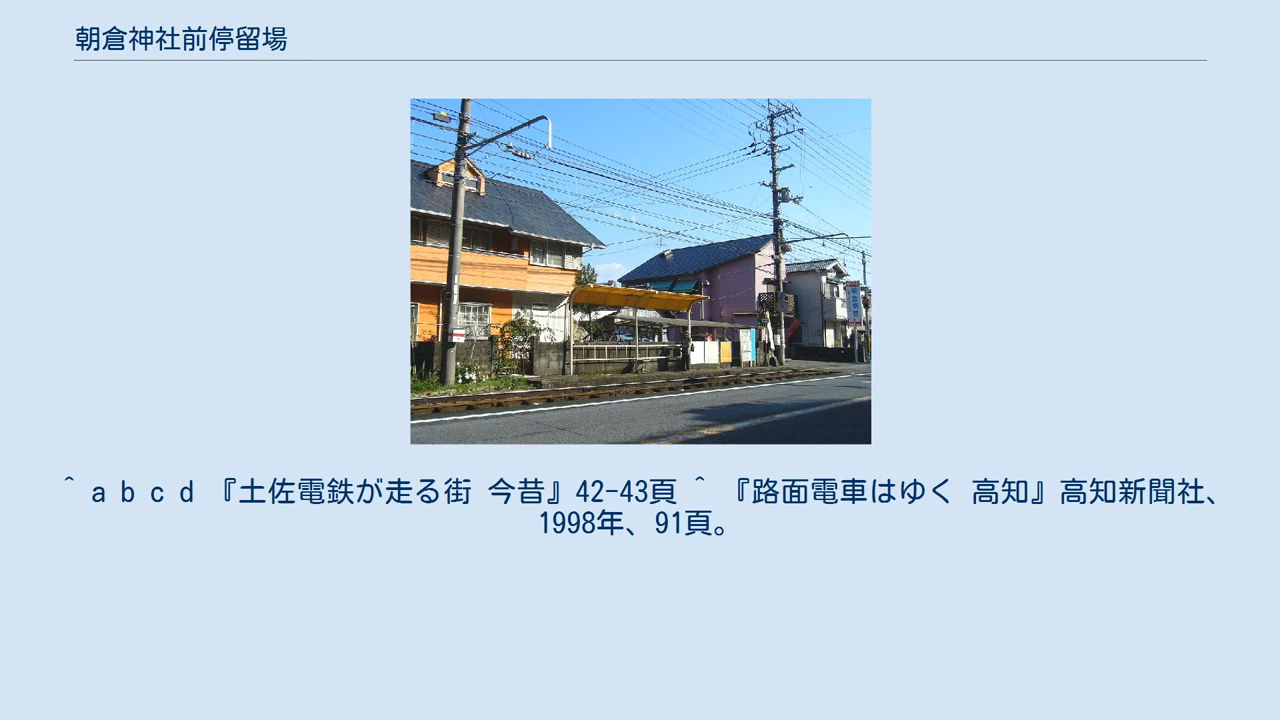 朝倉神社前停留場
^ a b c d 『土佐電鉄が走る街 今昔』42-43頁 ^ 『路面電車はゆく 高知』高知新聞社、
1998年、91頁。